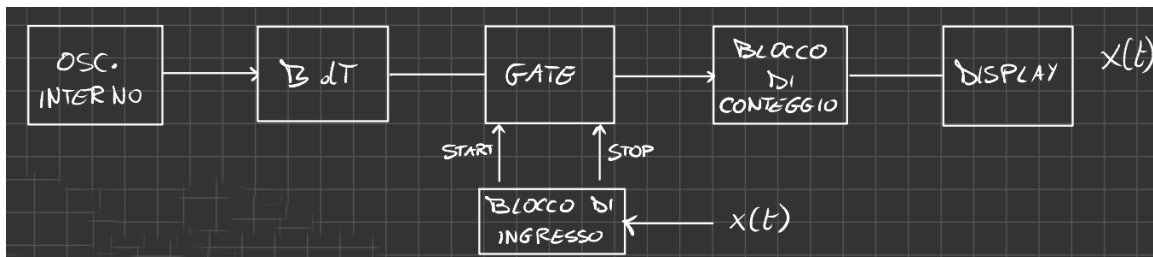 OSC.
INTERNO
B dT
GATE
BLOCCO
DI
CONTEGGIO
DISPLAY
X(t)
START
STOP
BLOCCO DI
INGRESSO
X(t)